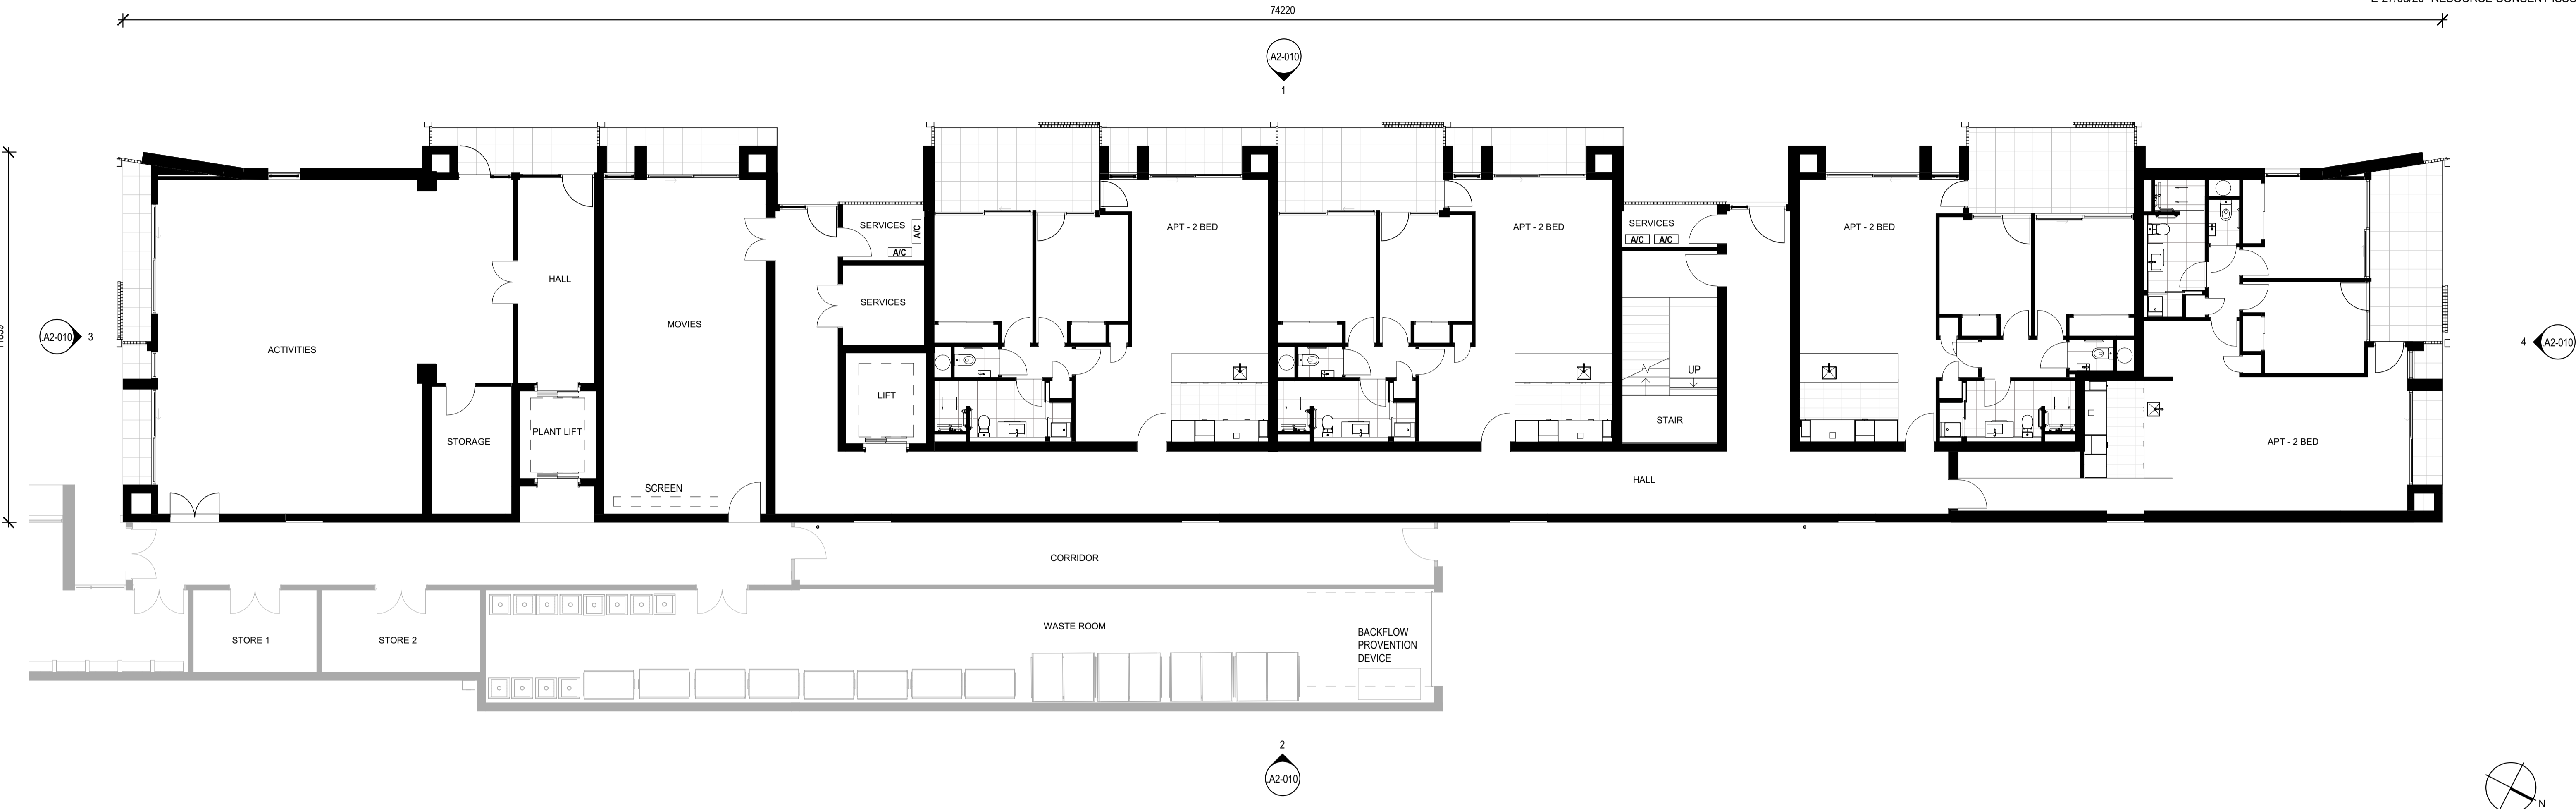 74220
.A2-010
1
SERVICES
A/C
A/C
APT - 2 BED
APT - 2 BED
SERVICES
A/C
A/C
APT - 2 BED
HALL
SERVICES
MOVIES
.A2-010
3
ACTIVITIES
4
.A2-010
LIFT
UP
STAIR
PLANT LIFT
STORAGE
APT - 2 BED
SCREEN
HALL
CORRIDOR
STORE 1
STORE 2
WASTE ROOM
BACKFLOW
PROVENTION
DEVICE
2
.A2-010
N